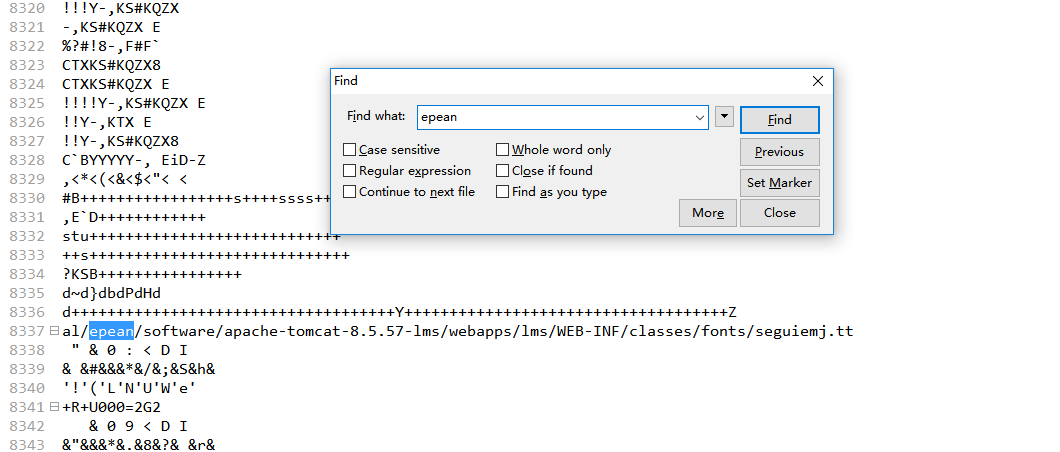 8320 !!!Y-,KS#KQZX
8321 -,KS#KQZX E
8322 %?#!8-,F#F`
8323 CTXKS#KQZX8
8324 CTXKS#KQZX E
8325 !!!!Y-,KS#KQZX E
8326 !!Y-,KTX E
8327 !!Y-,KS#KQZX8
8328 C`BYYYYY-, EiD-Z
8329 ,<*<(<&<$<"< <
8330 #B+++++++++++++++++s++++ssss++
8331 ,E`D++++++++++++
8332 stu++++++++++++++++++++++++++++
8333 ++s+++++++++++++++++++++++++++++
8334 ?KSB++++++++++++++++
8335 d~d}dbdPdHd
8336 d++++++++++++++++++++++++++++++++++++Y++++++++++++++++++++++++++++++++++++Z
8337 al/epean/software/apache-tomcat-8.5.57-lms/webapps/lms/WEB-INF/classes/fonts/seguiemj.tt
8338 " & 0 : < D I
8339 & &#&&*&/&;&S&h&
8340 '!'('L'N'U'W'e'
8341 +R+U000=2G2
8342 & 0 9 < D I
8343 &"&&&*&.&8&?& &r&
Find
Find what: epean
Find
Case sensitive
Whole word only
Previous
Regular expression
Close if found
Set Marker
Continue to next file
Find as you type
More
Close